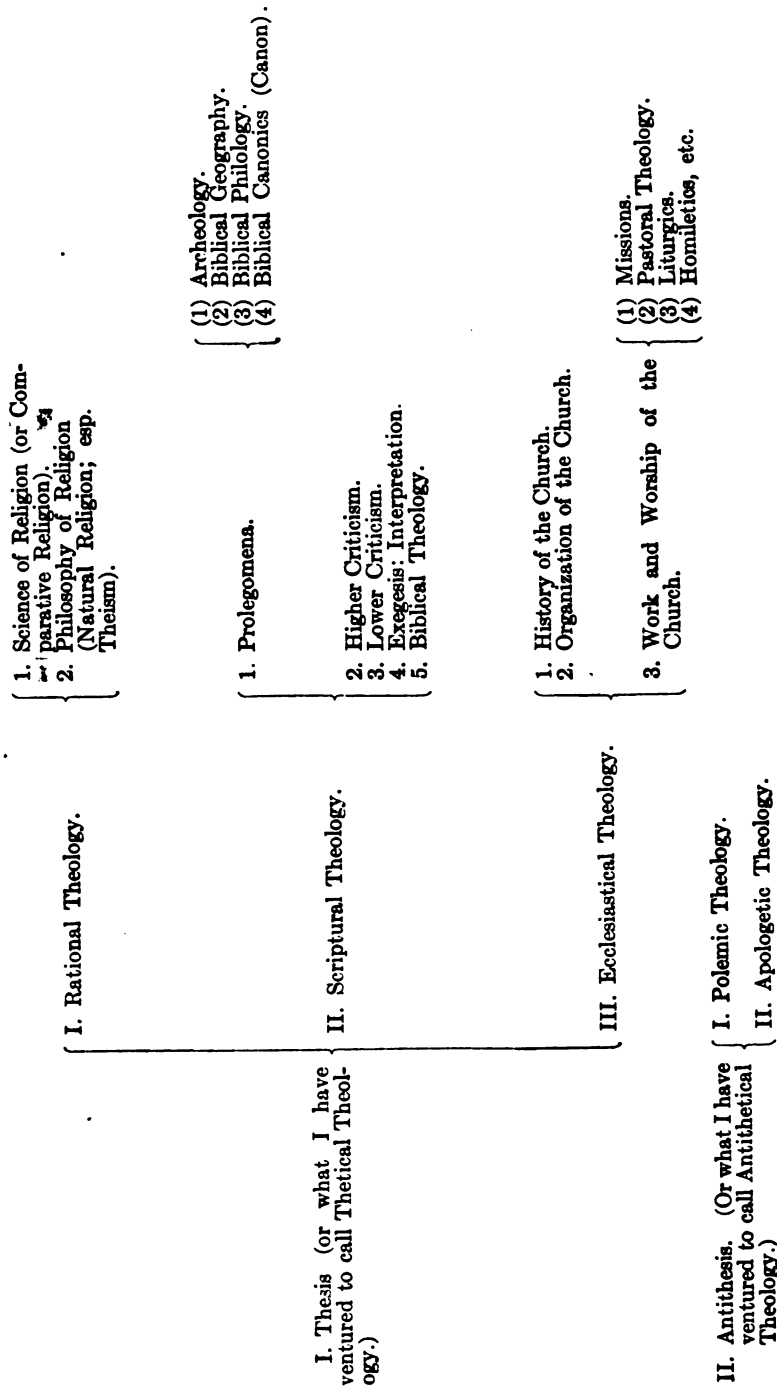 I. Thesis (or what I have
ventured to call Thetical Theol-
ogy.)
I. Rational Theology.
1. Science of Religion (or Com-
parative Religion).
2. Philosophy of Religion
(Natural Religion; esp.
Theism).
II. Scriptural Theology.
1. Prolegomena.
(1) Archeology.
(2) Biblical Geography.
(3) Biblical Philology.
(4) Biblical Canonics (Canon).
2. Higher Criticism.
3. Lower Criticism.
4. Exegesis: Interpretation.
5. Biblical Theology.
III. Ecclesiastical Theology.
1. History of the Church.
2. Organization of the Church.
3. Work and Worship of the
Church.
(1) Missions.
(2) Pastoral Theology.
(3) Liturgics.
(4) Homiletics, etc.
II. Antithesis. (Or what I have
ventured to call Antithetical
Theology.)
I. Polemic Theology.
II. Apologetic Theology.